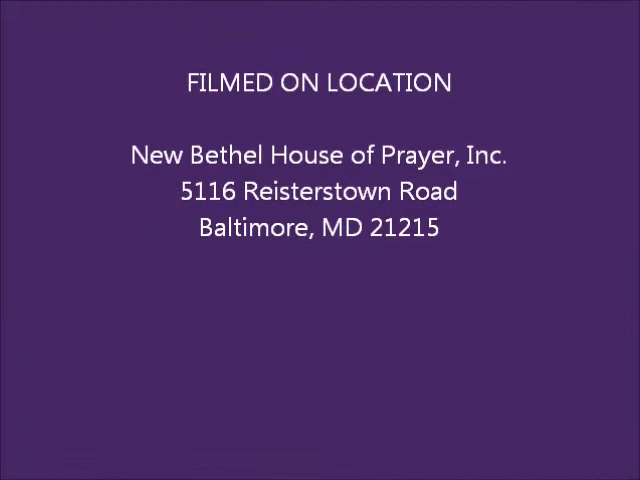 FILMED ON LOCATION
New Bethel House of Prayer, Inc.
5116 Reisterstown Road
Baltimore, MD 21215